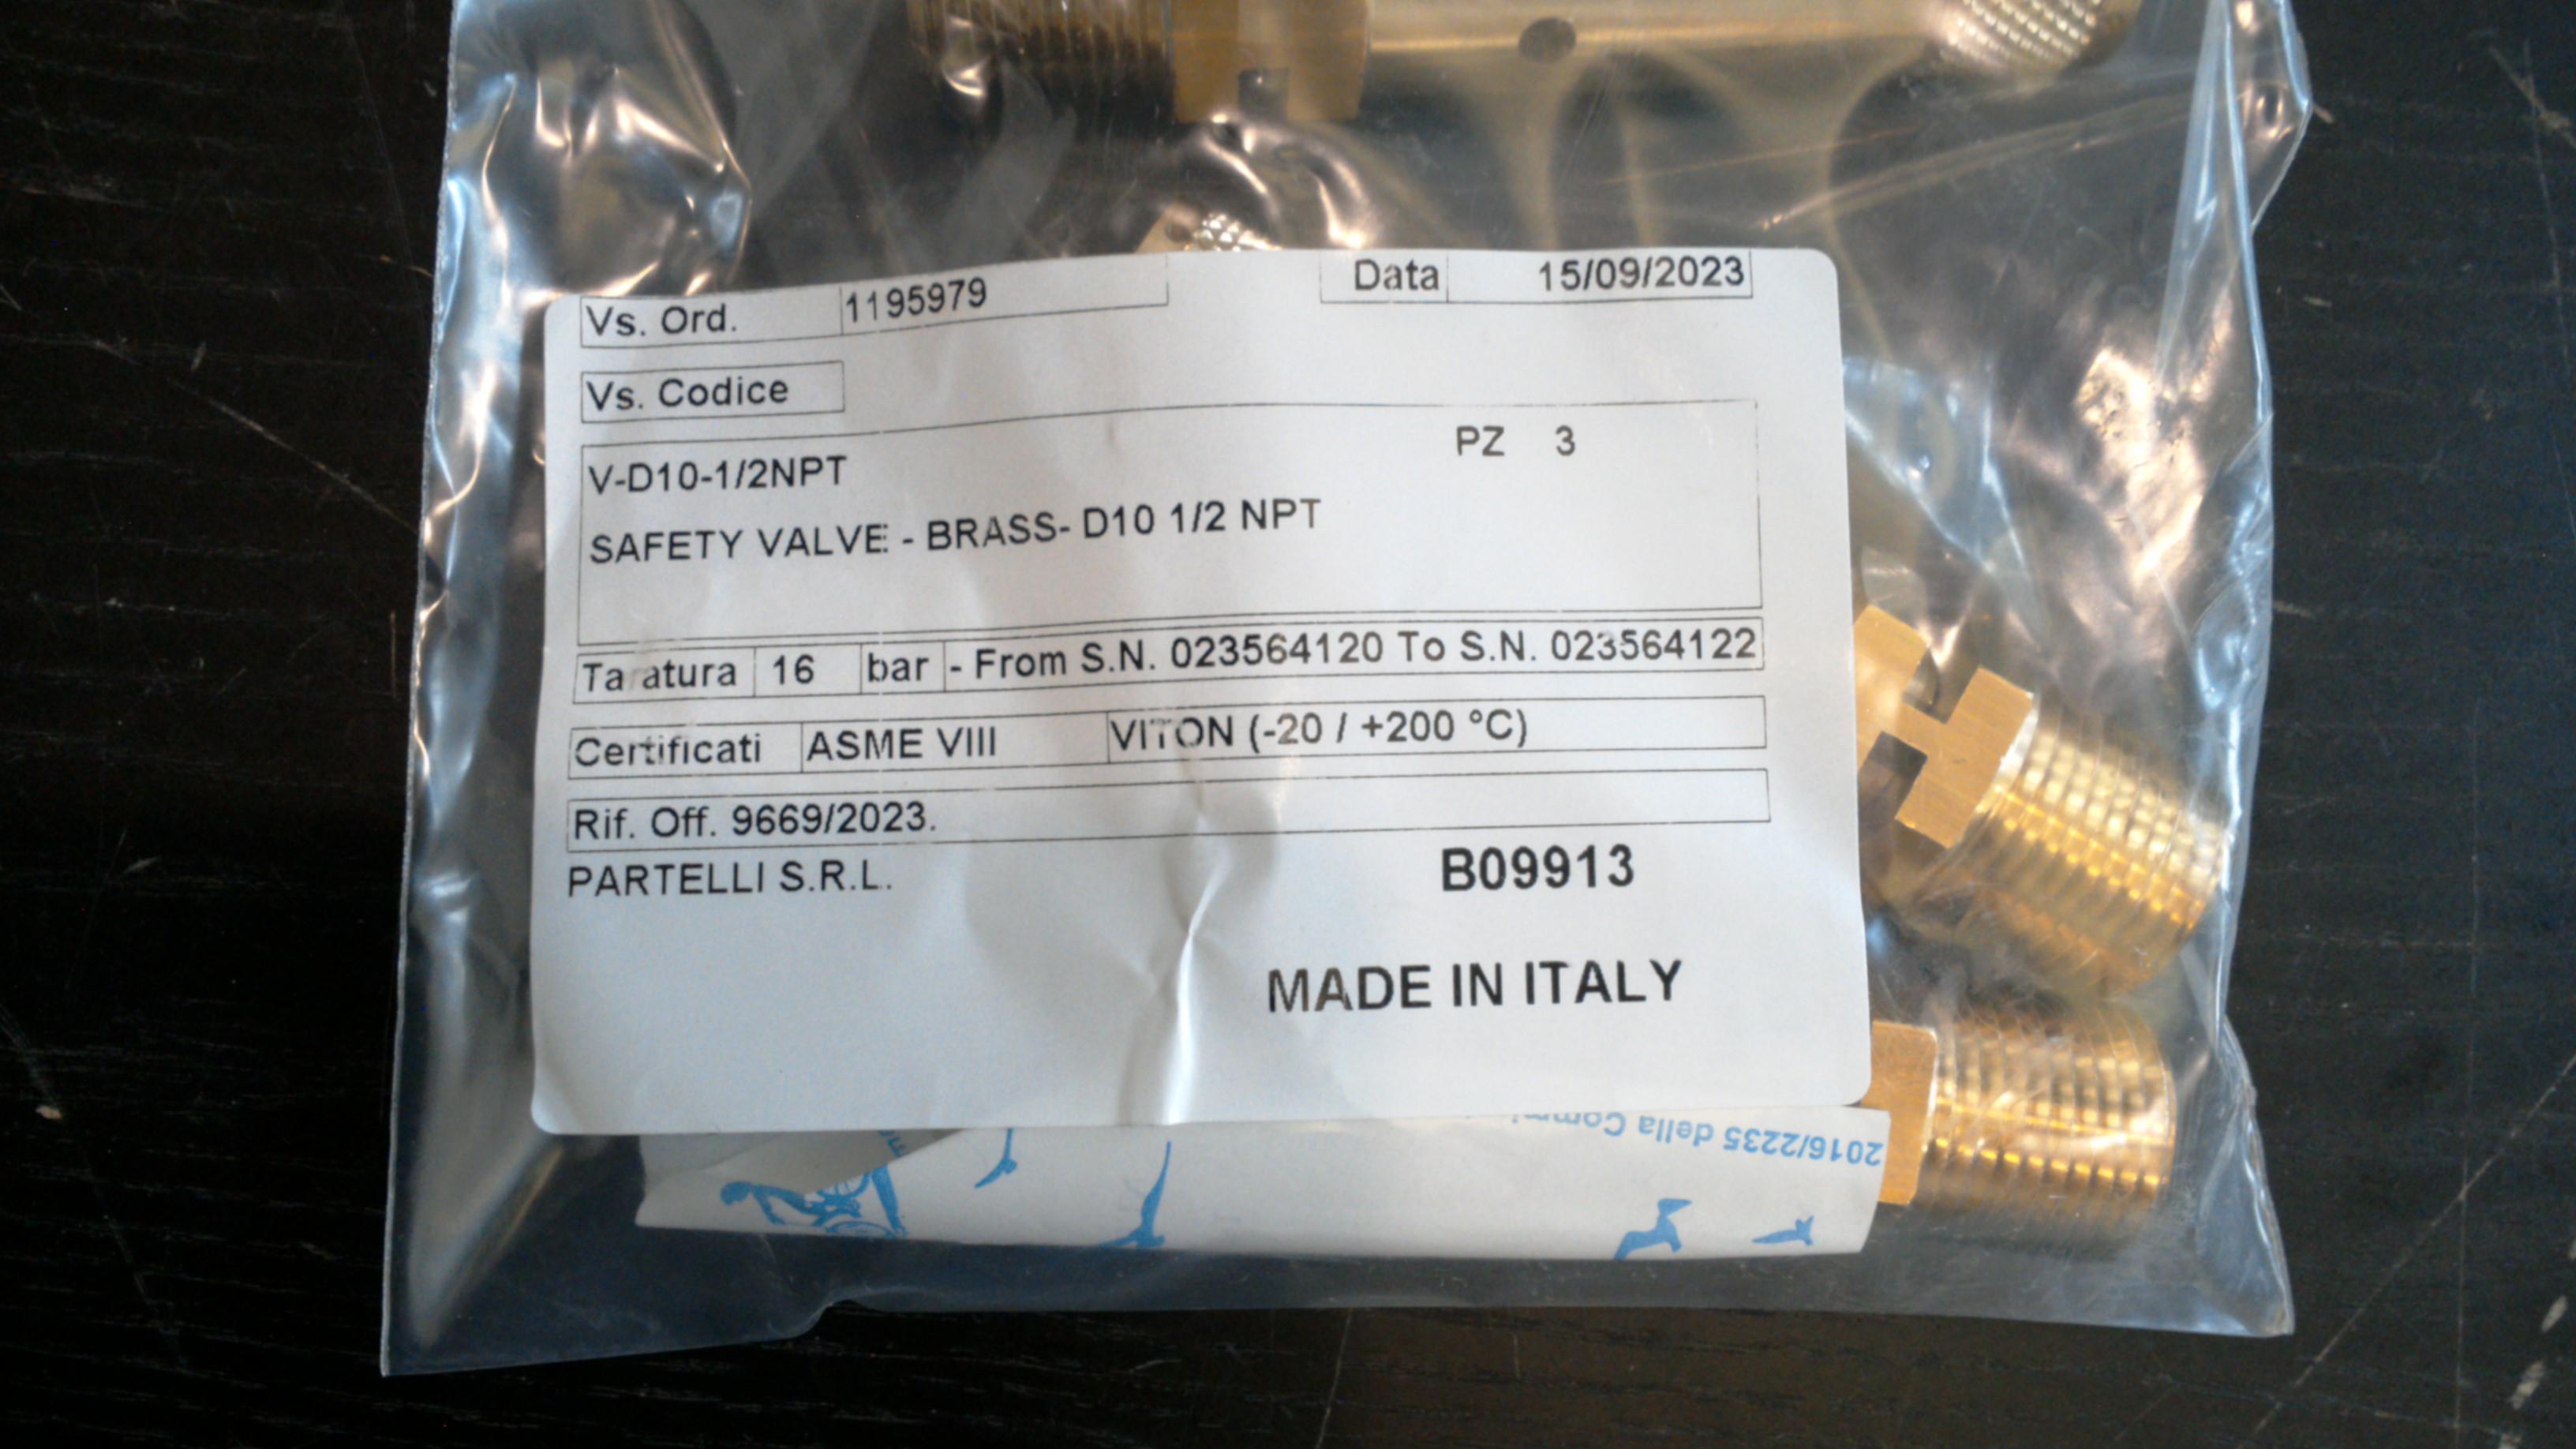 Vs. Ord. 1195979 Data 15/09/2023
Vs. Codice
V-D10-1/2NPT PZ 3
SAFETY VALVE - BRASS- D10 1/2 NPT
Taratura 16 bar - From S.N. 023564120 To S.N. 023564122
Certificati ASME VIII VITON (-20 / +200 °C)
Rif. Off. 9669/2023.
PARTELLI S.R.L. B09913
MADE IN ITALY
2016/2235 della